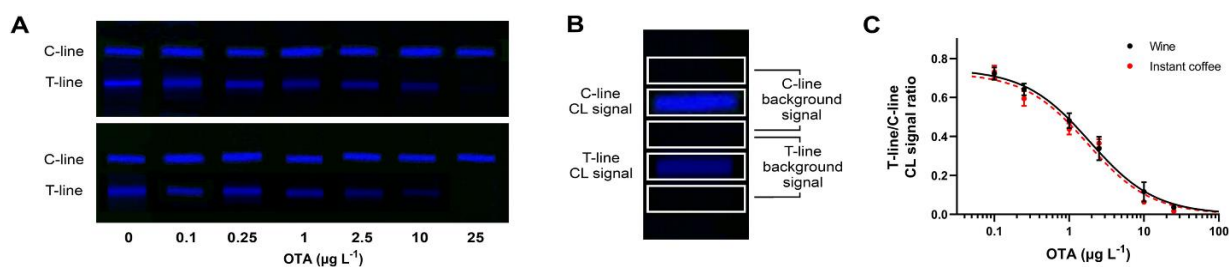 A
C-line
T-line
C-line
T-line
0 0.1 0.25 1 2.5 10 25
OTA (µg L⁻¹)
B
C-line
CL signal
T-line
CL signal
C-line
background
signal
T-line
background
signal
C
Wine
Instant coffee
T-line/C-line
CL signal ratio
0.8
0.6
0.4
0.2
0.0
0.1 1 10 100
OTA (µg L⁻¹)